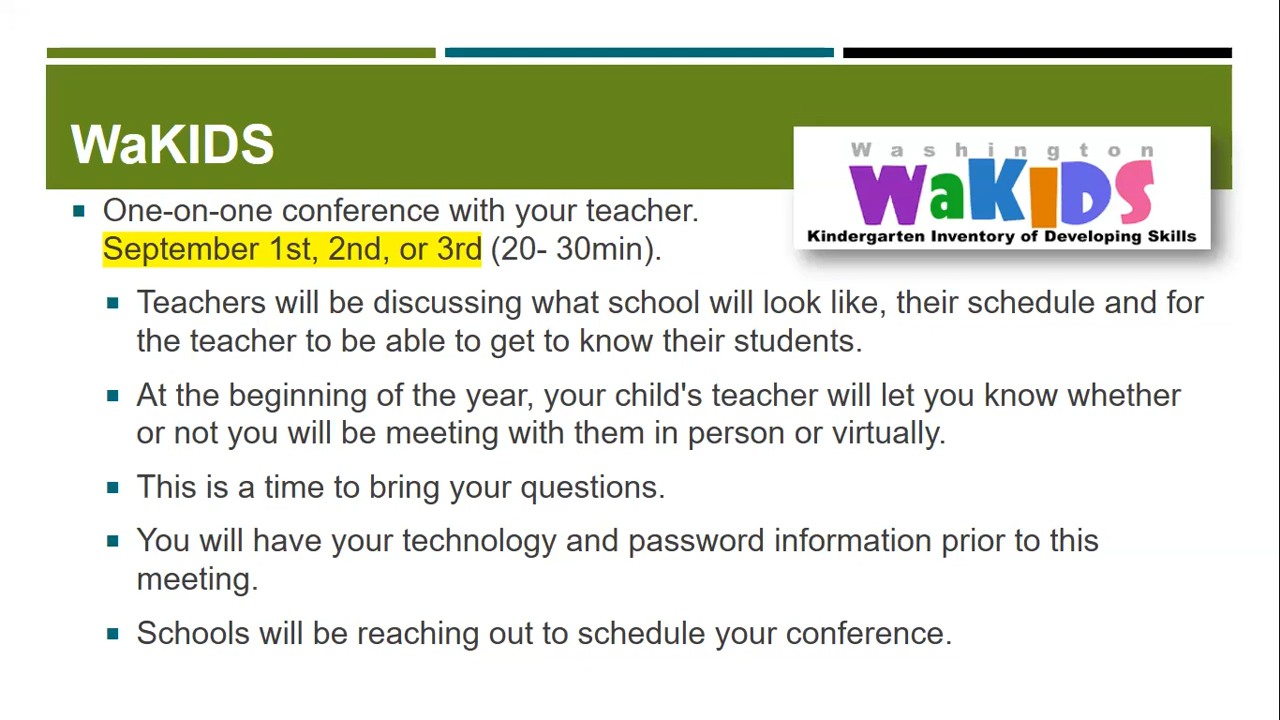 WaKIDS
Washington
WaKIDS
Kindergarten Inventory of Developing Skills
One-on-one conference with your teacher.
September 1st, 2nd, or 3rd (20- 30min).
Teachers will be discussing what school will look like, their schedule and for
the teacher to be able to get to know their students.
At the beginning of the year, your child's teacher will let you know whether
or not you will be meeting with them in person or virtually.
This is a time to bring your questions.
You will have your technology and password information prior to this
meeting.
Schools will be reaching out to schedule your conference.